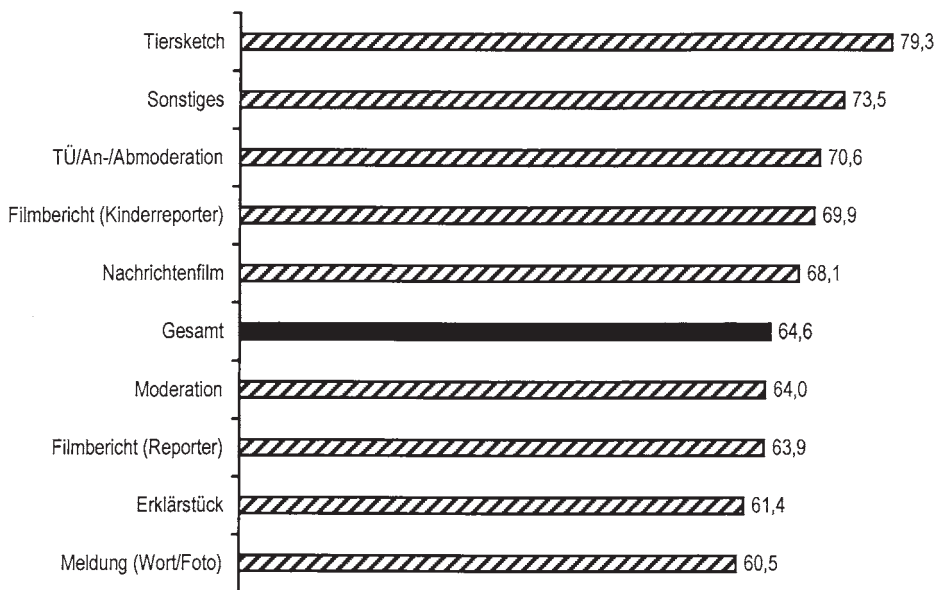 Tiersketch 79,3
Sonstiges 73,5
TÜ/An-/Abmoderation 70,6
Filmbericht (Kinderreporter) 69,9
Nachrichtenfilm 68,1
Gesamt 64,6
Moderation 64,0
Filmbericht (Reporter) 63,9
Erklärstück 61,4
Meldung (Wort/Foto) 60,5